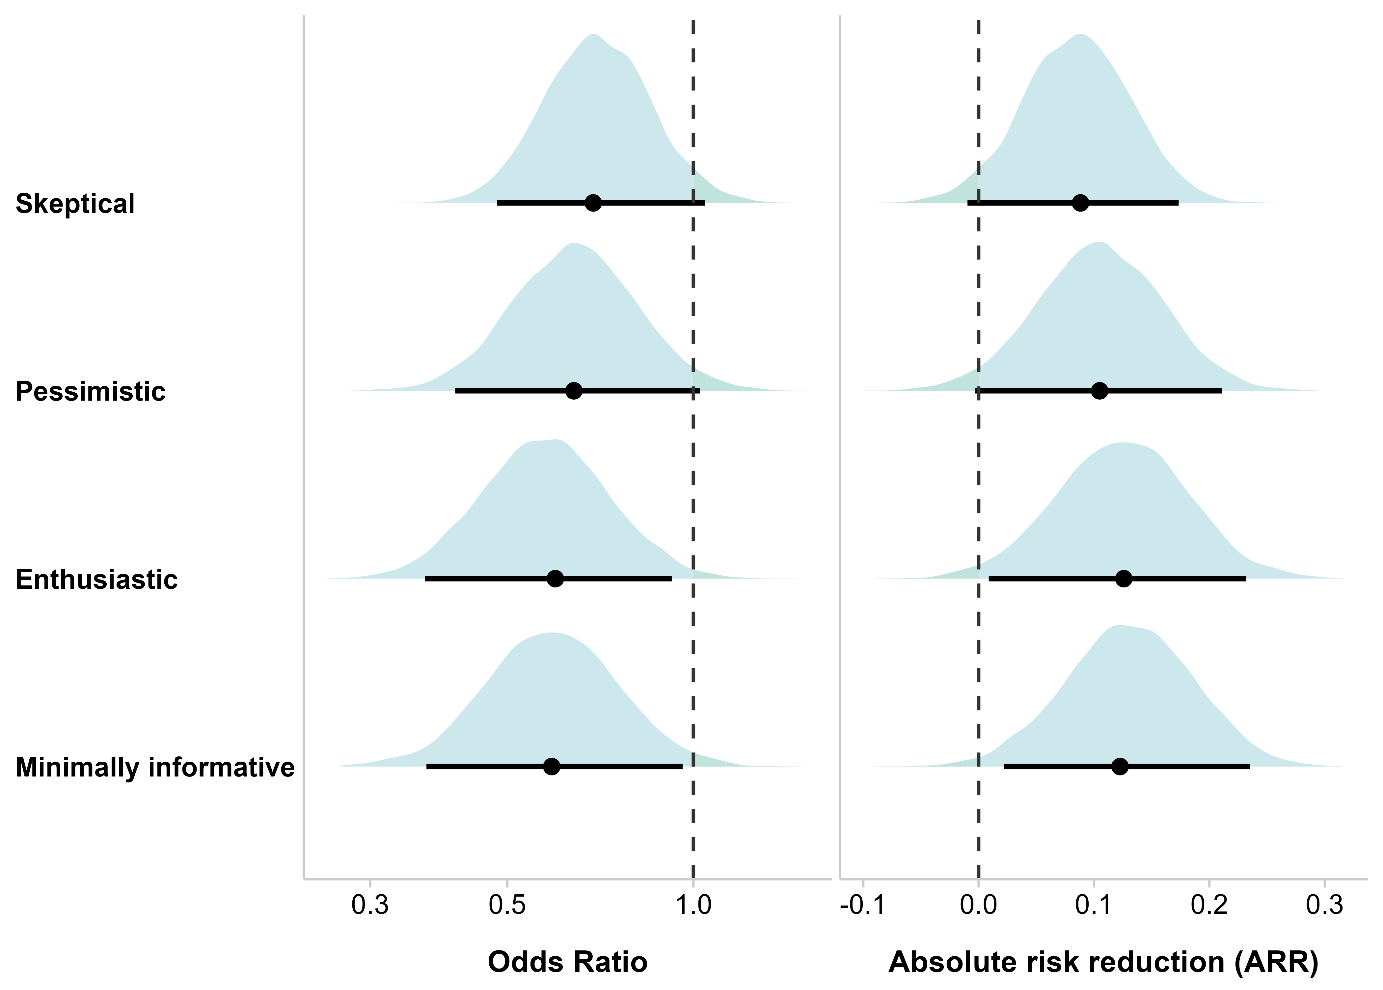 Skeptical
Pessimistic
Enthusiastic
Minimally informative
0.3 0.5 1.0 -0.1 0.0 0.1 0.2 0.3
Odds Ratio Absolute risk reduction (ARR)